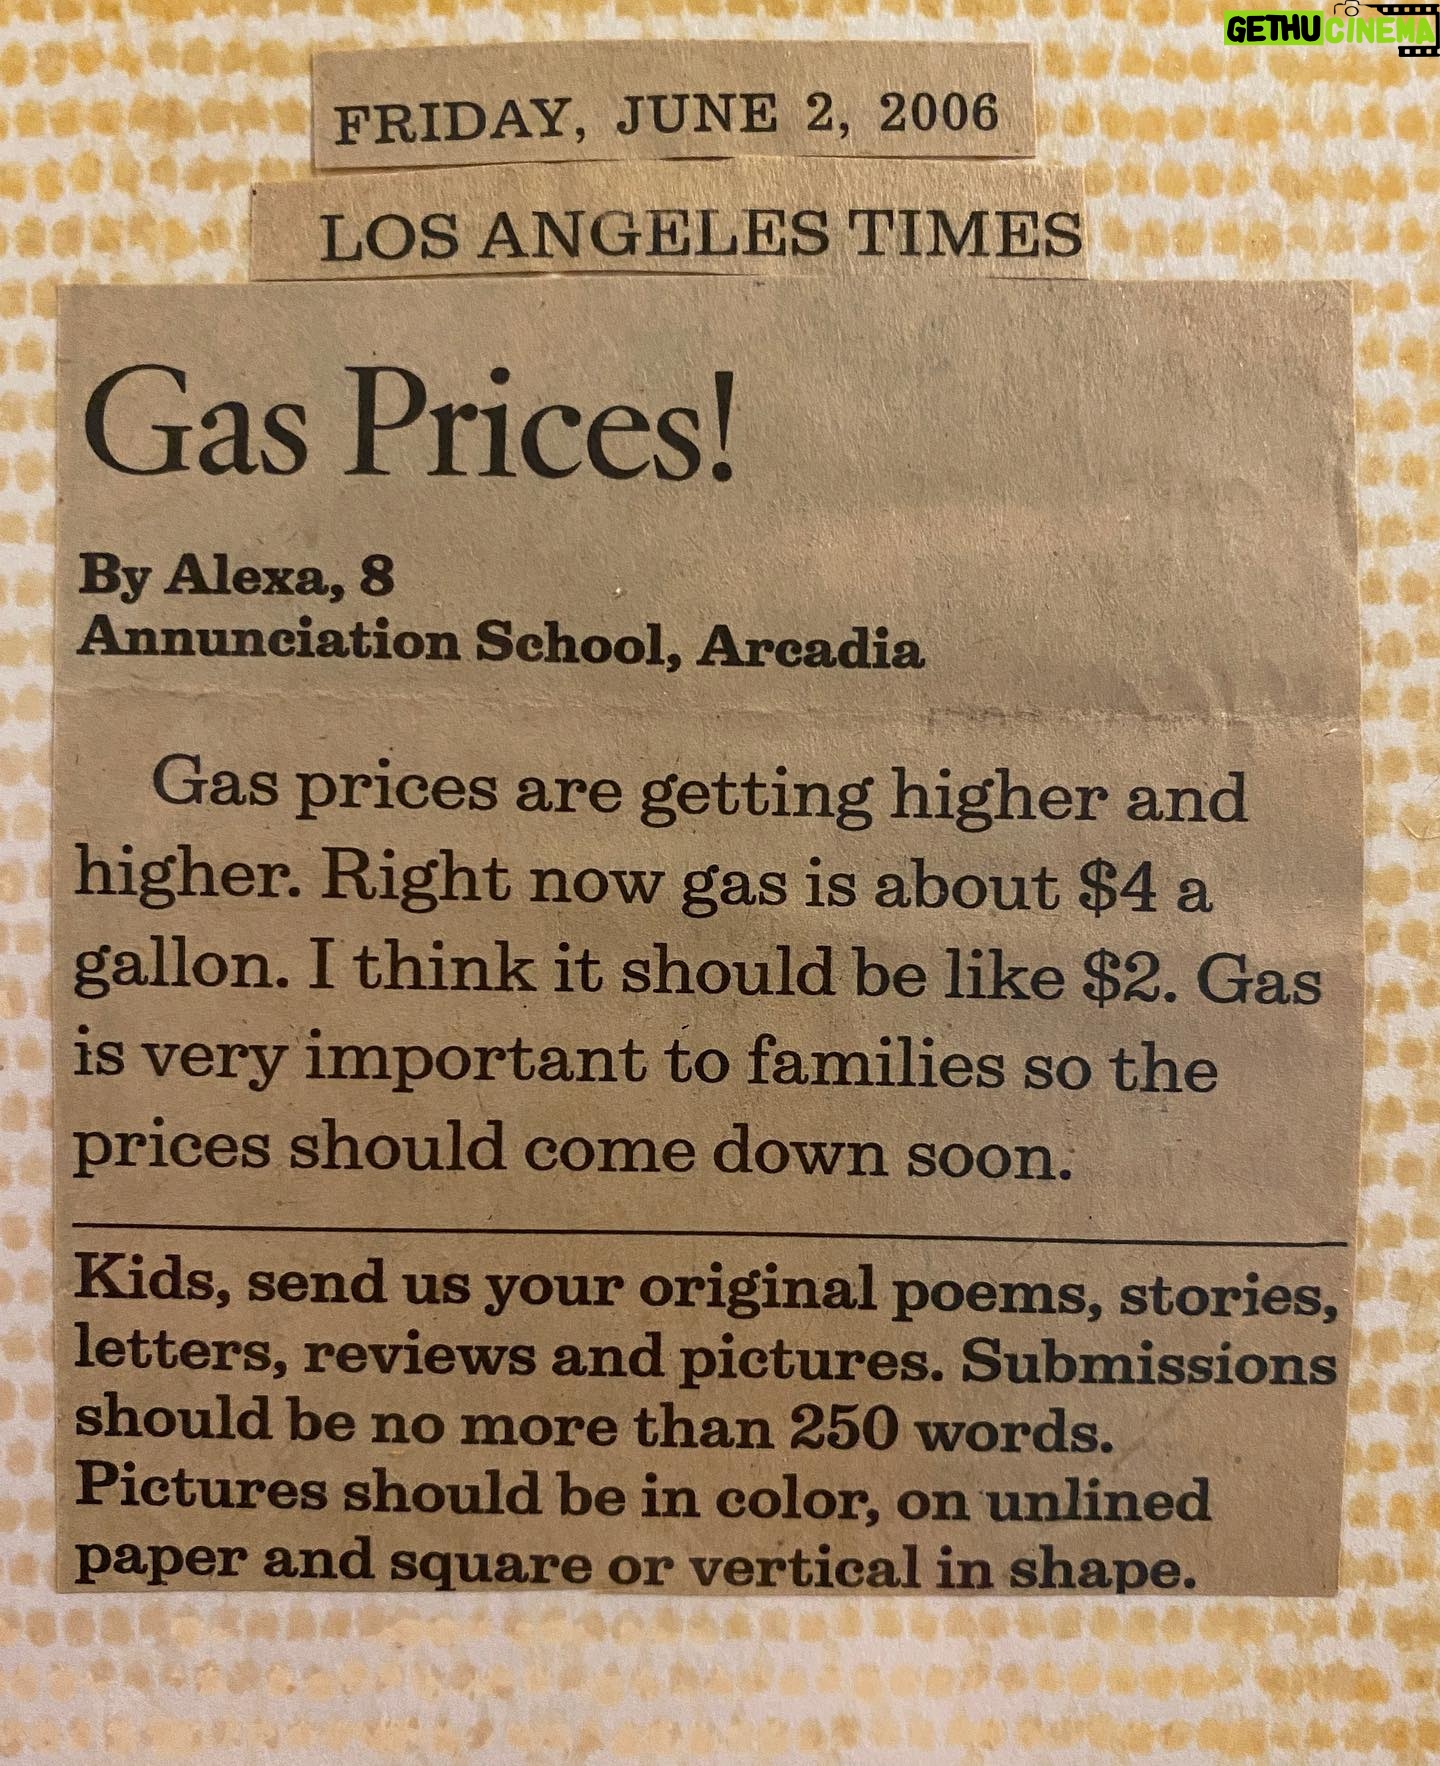 GETHUCINEMA
FRIDAY, JUNE 2, 2006
LOS ANGELES TIMES
Gas Prices!
By Alexa, 8
Annunciation School, Arcadia
Gas prices are getting higher and
higher. Right now gas is about $4 a
gallon. I think it should be like $2. Gas
is very important to families so the
prices should come down soon.
Kids, send us your original poems, stories,
letters, reviews and pictures. Submissions
should be no more than 250 words.
Pictures should be in color, on unlined
paper and square or vertical in shape.